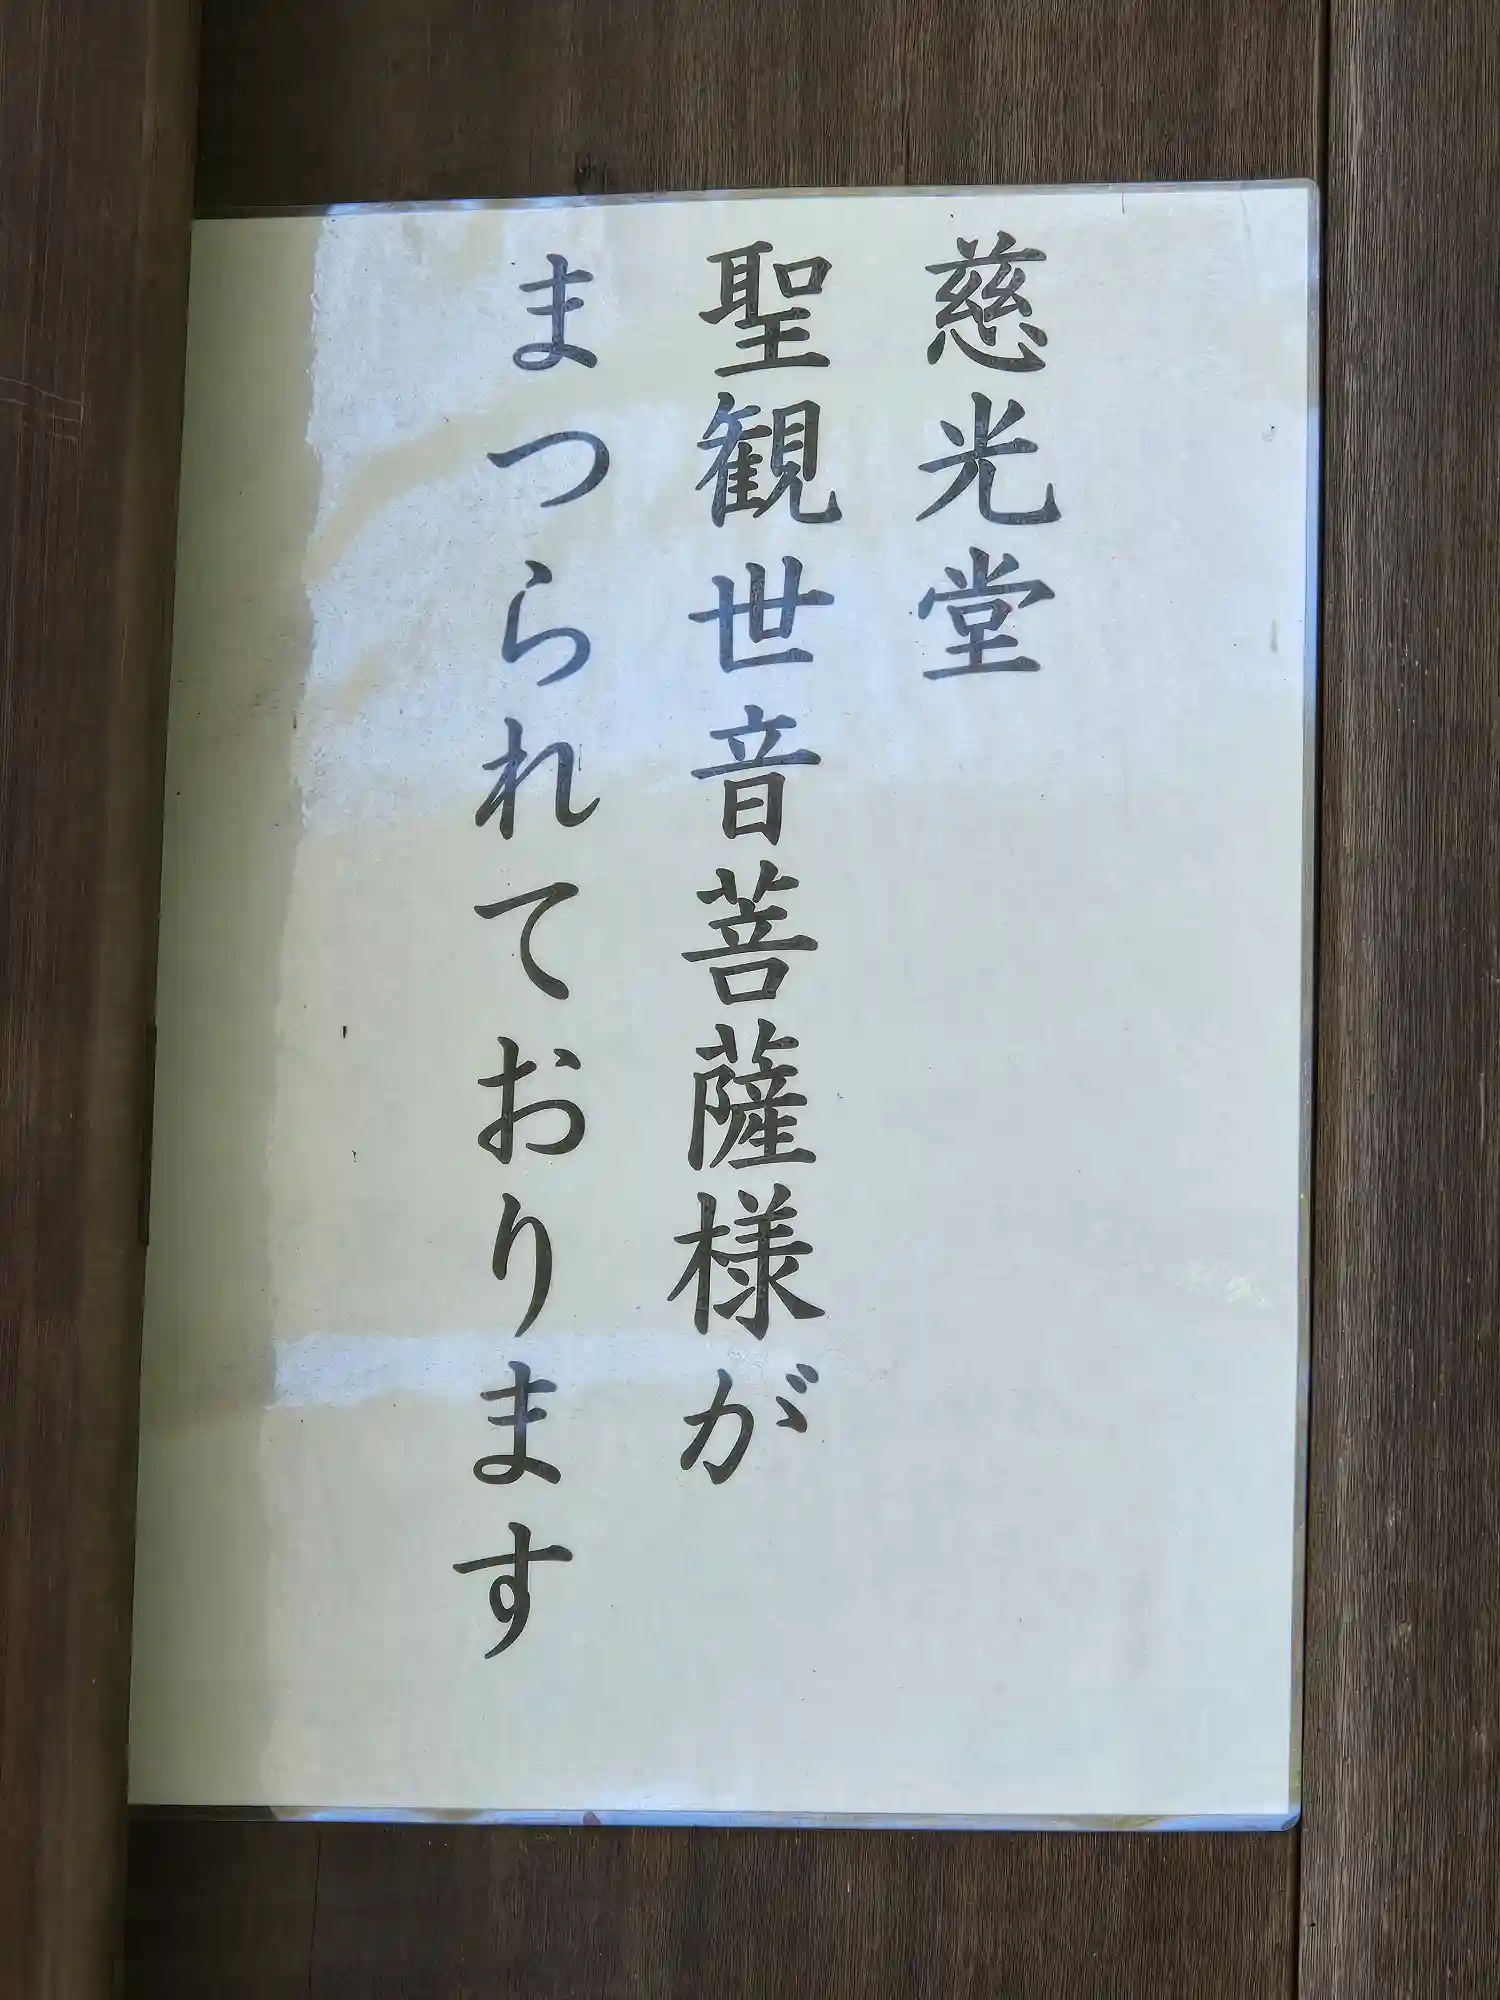 慈光堂
聖観世音菩薩様が
まつられております